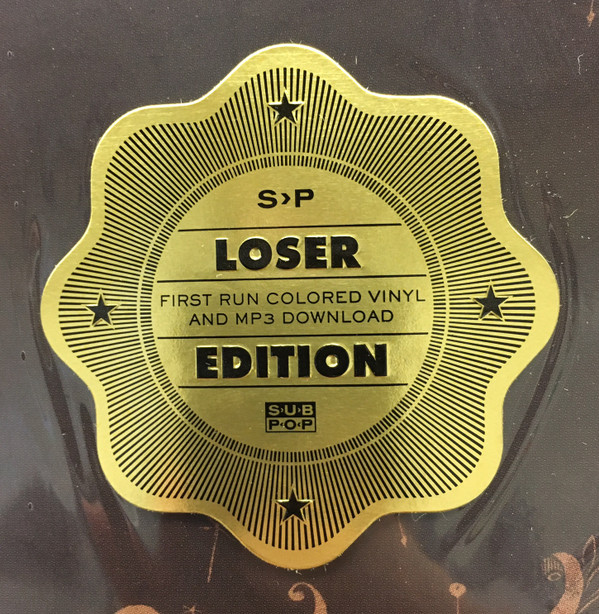 S›P
LOSER
FIRST RUN COLORED VINYL
AND MP3 DOWNLOAD
EDITION
SUB
POP